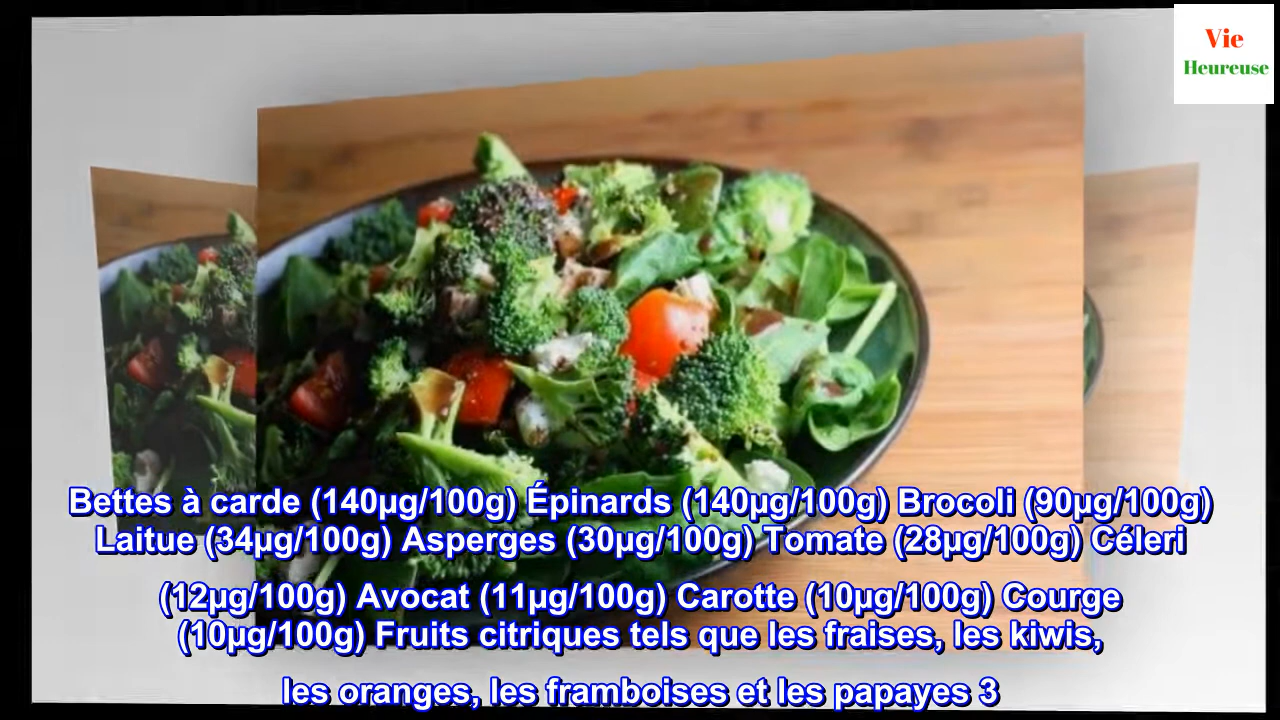 Vie
Heureuse
Bettes à carde (140µg/100g) Épinards (140µg/100g) Brocoli (90µg/100g)
Laitue (34µg/100g) Asperges (30µg/100g) Tomate (28µg/100g) Céleri
(12µg/100g) Avocat (11µg/100g) Carotte (10µg/100g) Courge
(10µg/100g) Fruits citriques tels que les fraises, les kiwis,
les oranges, les framboises et les papayes 3